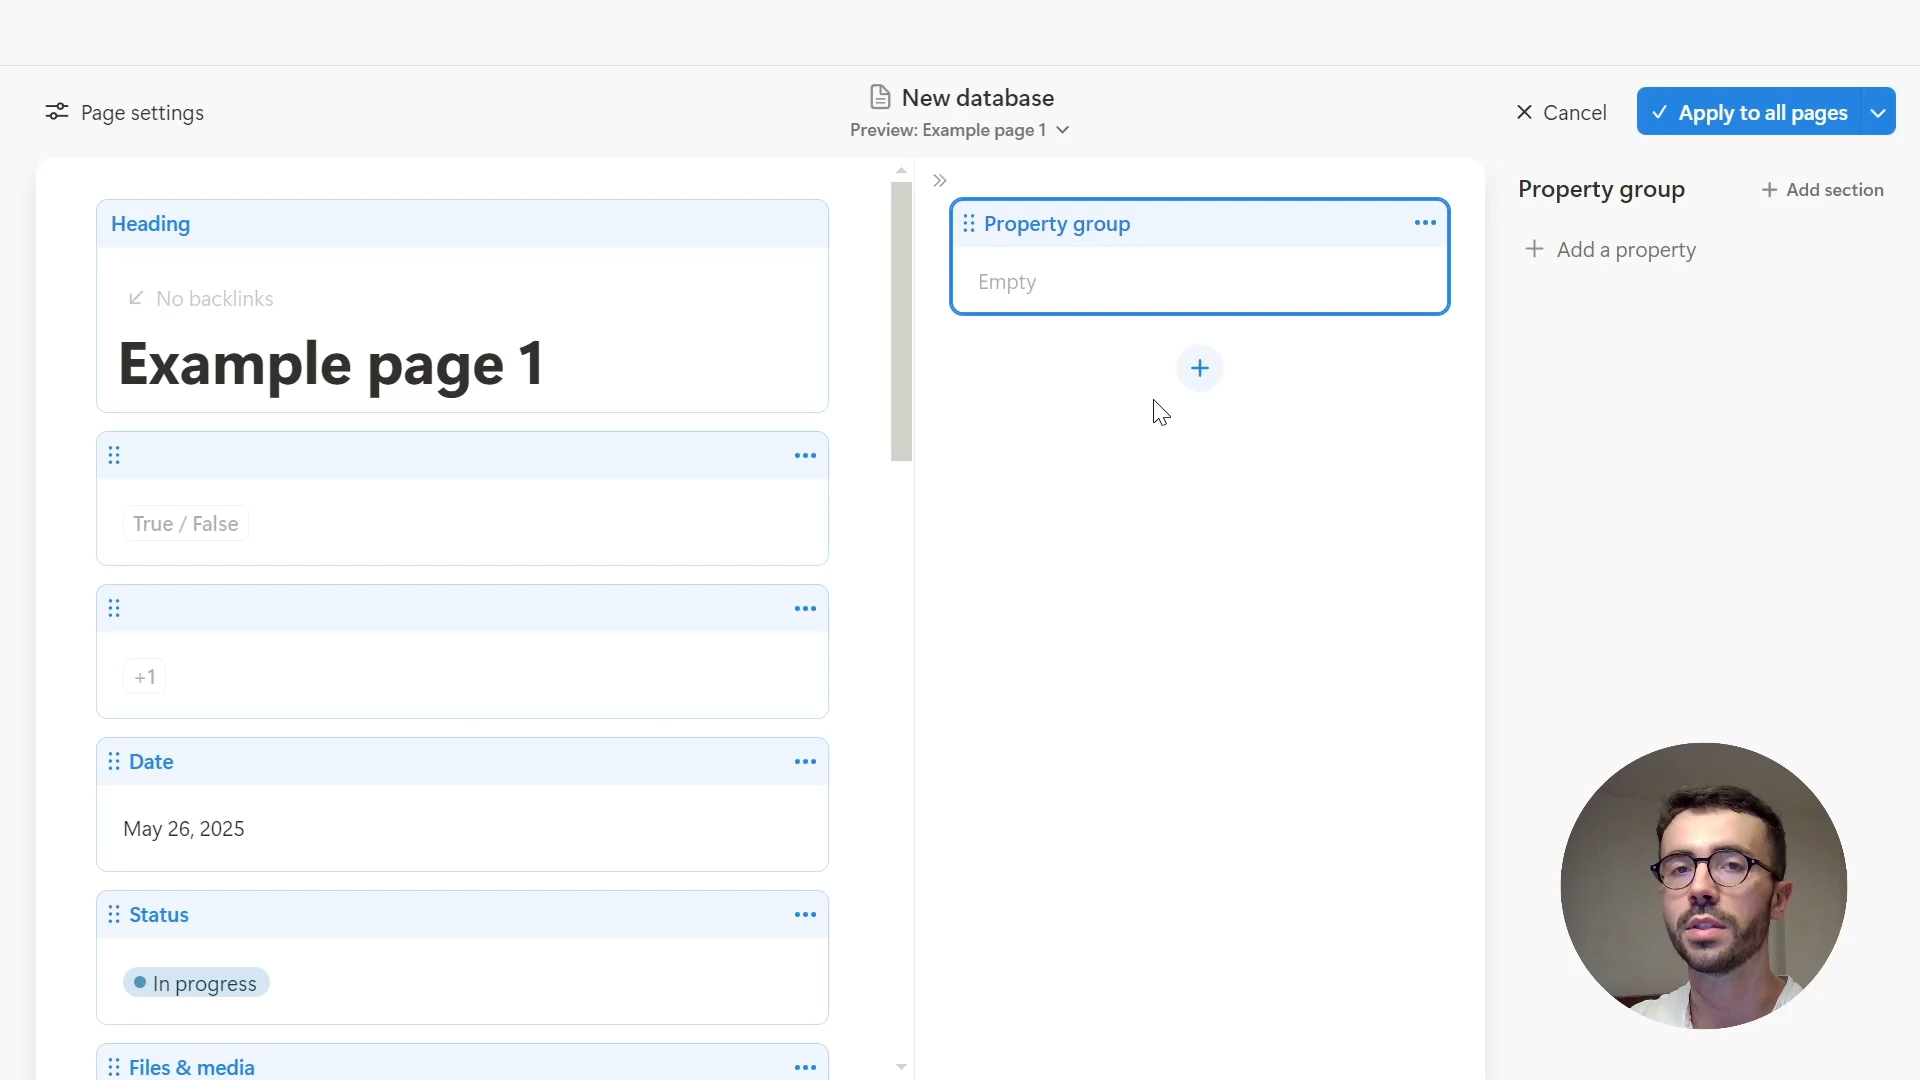 Page settings
New database
Preview: Example page 1
Cancel
Apply to all pages
Heading
No backlinks
Example page 1
True / False
+1
Date
May 26, 2025
Status
In progress
Files & media
Property group
Empty
Property group
Add section
Add a property